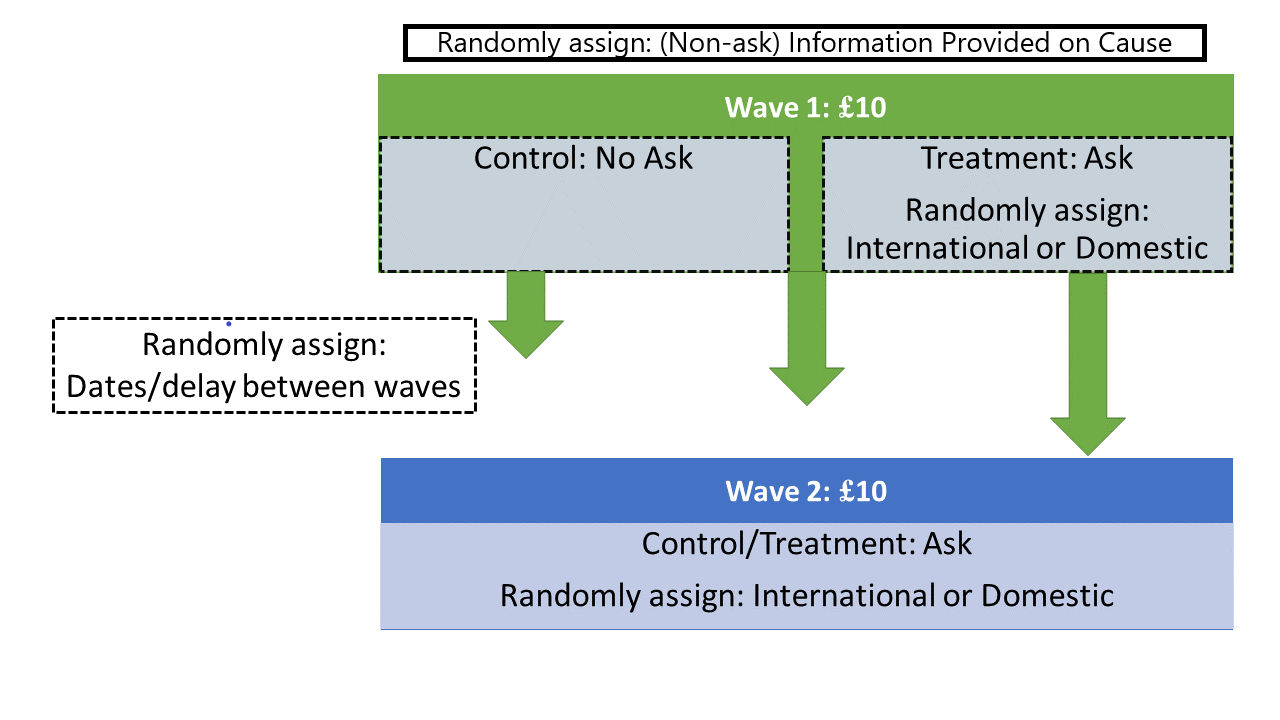 Randomly assign: (Non-ask) Information Provided on Cause
Wave 1: £10
Control: No Ask
Treatment: Ask
Randomly assign:
International or Domestic
Randomly assign:
Dates/delay between waves
Wave 2: £10
Control/Treatment: Ask
Randomly assign: International or Domestic